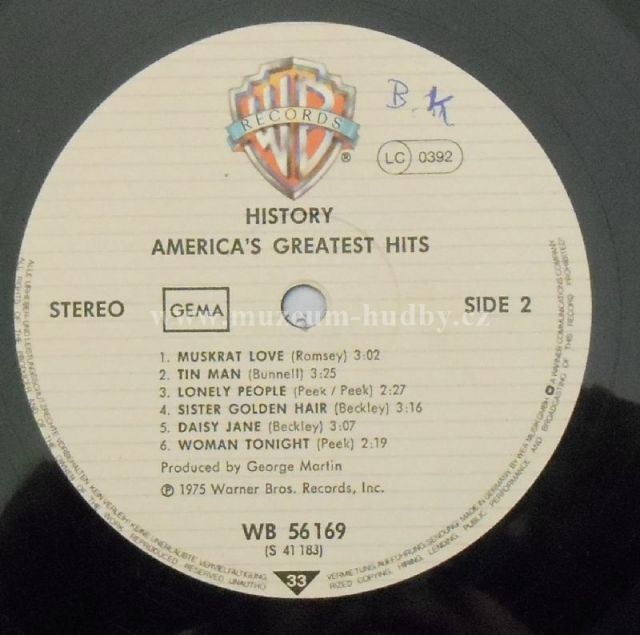 B.K
WB
RECORDS
®
LC 0392
HISTORY
AMERICA'S GREATEST HITS
STEREO
GEMA
SIDE 2
www.muzeum-hudby.cz
1. MUSKRAT LOVE (Romsey) 3:02
2. TIN MAN (Bunnell) 3:25
3. LONELY PEOPLE (Peek / Peek) 2:27
4. SISTER GOLDEN HAIR (Beckley) 3:16
5. DAISY JANE (Beckley) 3:07
6. WOMAN TONIGHT (Peek) 2:19
Produced by George Martin
℗ 1975 Warner Bros. Records, Inc.
WB 56 169
(S 41 183)
33